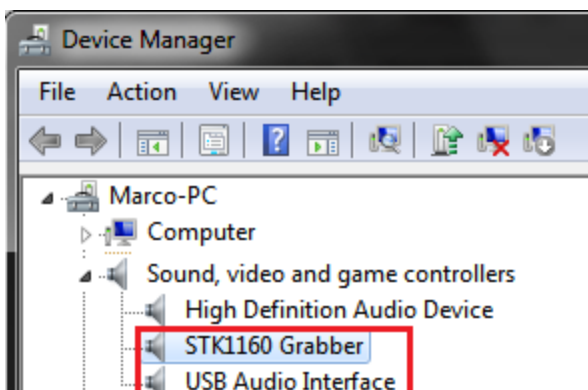 Device Manager
File Action View Help
Marco-PC
Computer
Sound, video and game controllers
High Definition Audio Device
STK1160 Grabber
USB Audio Interface